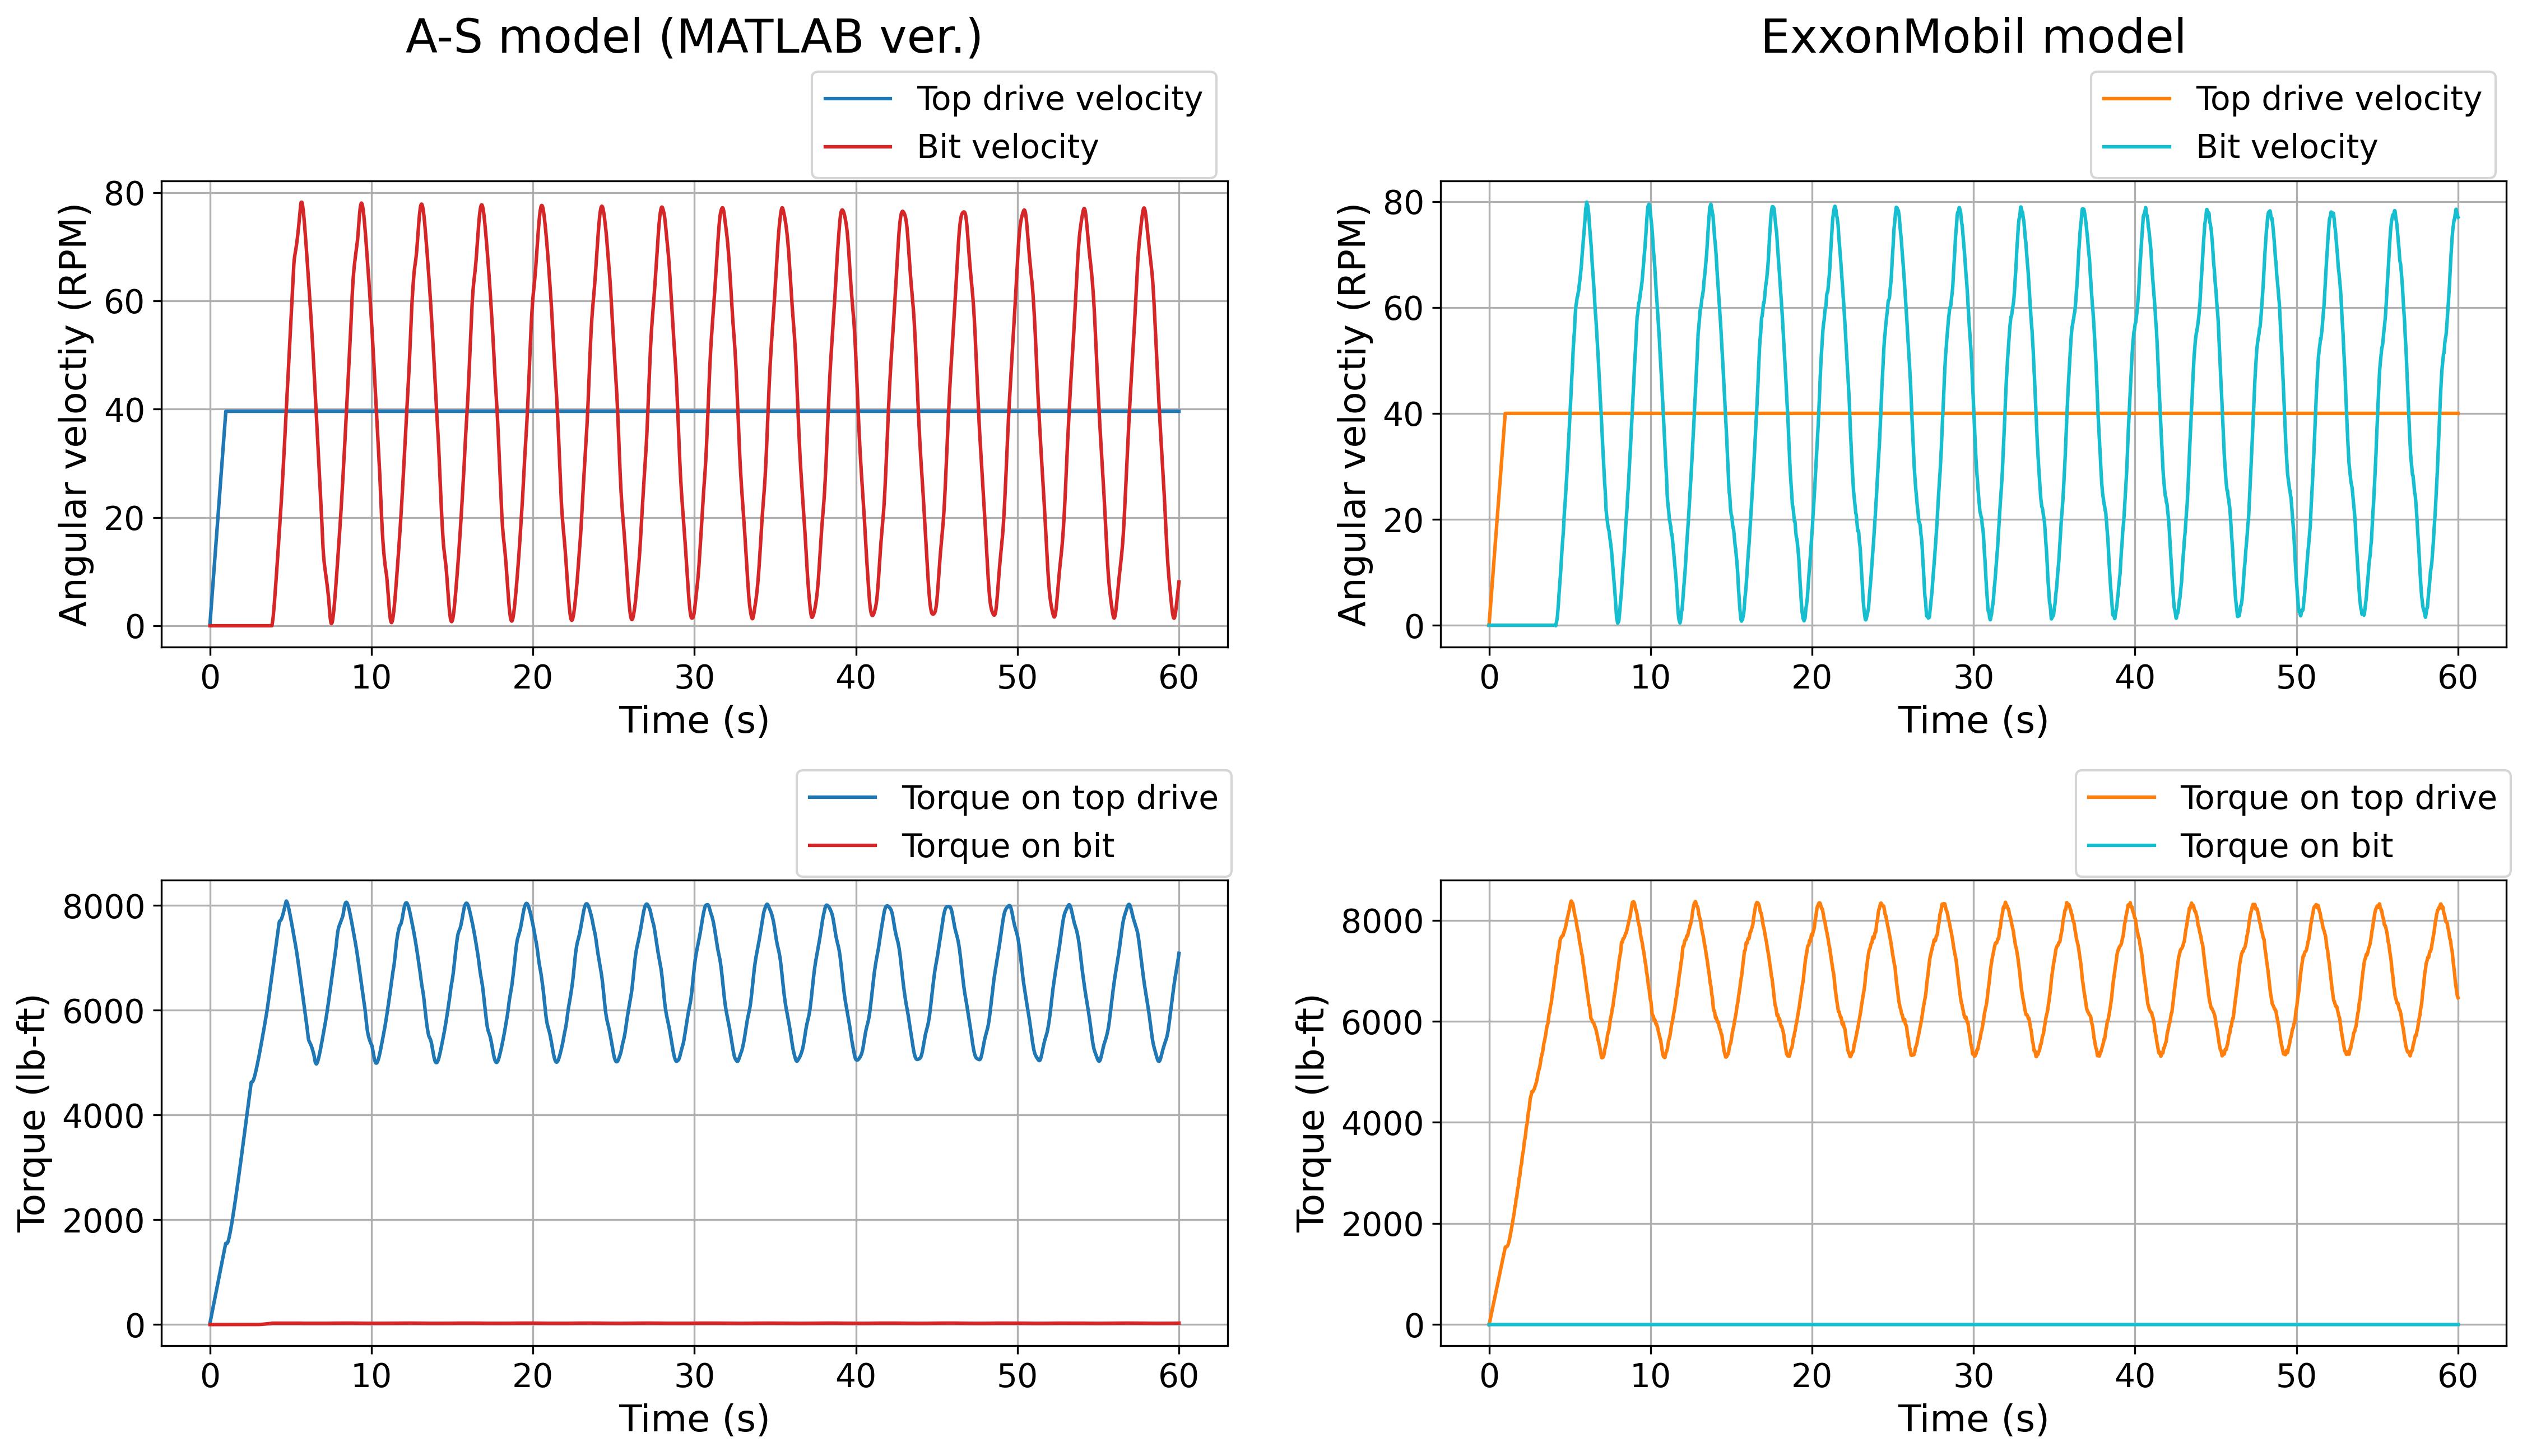 A-S model (MATLAB ver.)
Top drive velocity
Bit velocity
Angular veloctiy (RPM)
80
60
40
20
0
0 10 20 30 40 50 60
Time (s)
ExxonMobil model
Top drive velocity
Bit velocity
Angular veloctiy (RPM)
80
60
40
20
0
0 10 20 30 40 50 60
Time (s)
Torque on top drive
Torque on bit
Torque (lb-ft)
8000
6000
4000
2000
0
0 10 20 30 40 50 60
Time (s)
Torque on top drive
Torque on bit
Torque (lb-ft)
8000
6000
4000
2000
0
0 10 20 30 40 50 60
Time (s)